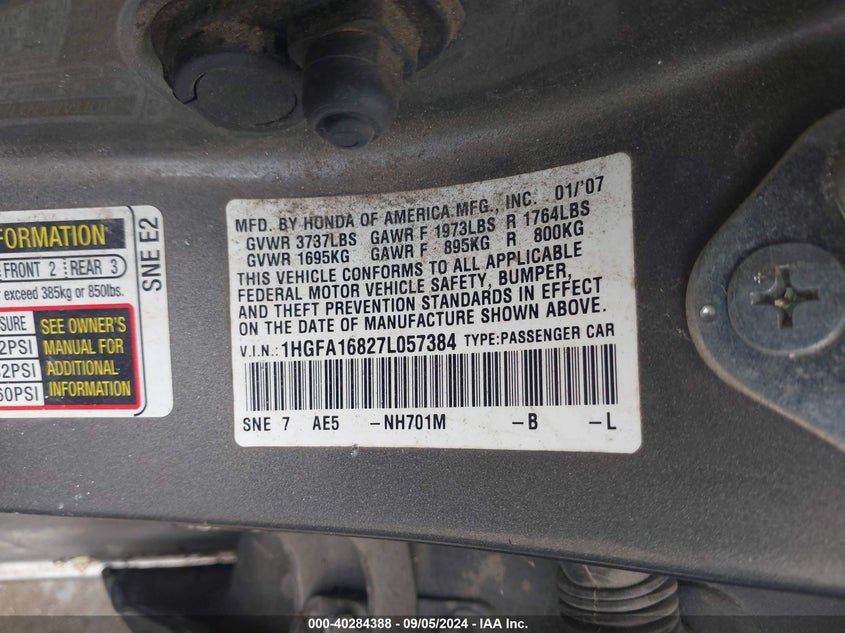 FORMATION
FRONT 2 REAR 3
exceed 385kg or 850lbs.
SURE
2PSI
2PSI
60PSI
SEE OWNER'S
MANUAL FOR
ADDITIONAL
INFORMATION
SNE E2
MFD. BY HONDA OF AMERICA MFG., INC. 01/'07
GVWR 3737LBS GAWR F 1973LBS R 1764LBS
GVWR 1695KG GAWR F 895KG R 800KG
THIS VEHICLE CONFORMS TO ALL APPLICABLE
FEDERAL MOTOR VEHICLE SAFETY, BUMPER,
AND THEFT PREVENTION STANDARDS IN EFFECT
ON THE DATE OF MANUFACTURE SHOWN ABOVE.
V.I.N.: 1HGFA16827L057384 TYPE:PASSENGER CAR
SNE 7 AE5 -NH701M -B -L
000-40284388 - 09/05/2024 - IAA Inc.